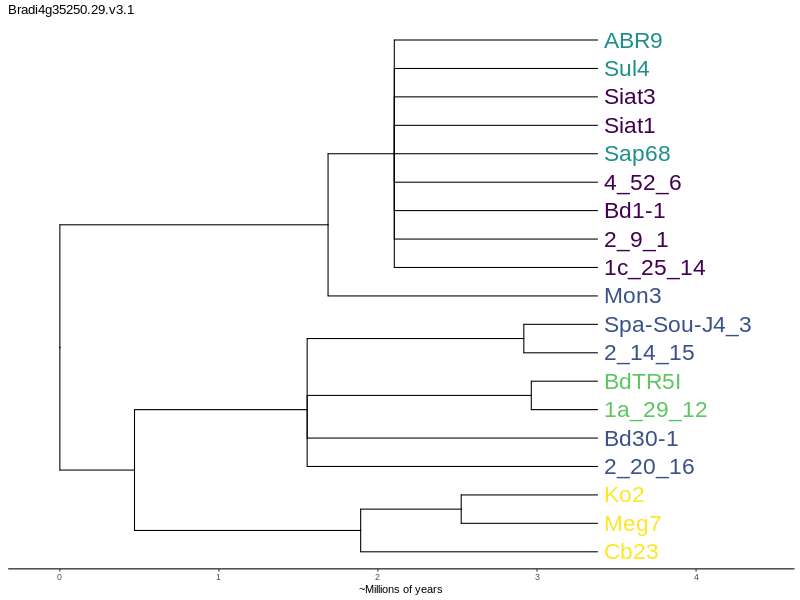 Bradi4g35250.29.v3.1
ABR9
Sul4
Siat3
Siat1
Sap68
4_52_6
Bd1-1
2_9_1
1c_25_14
Mon3
Spa-Sou-J4_3
2_14_15
BdTR5I
1a_29_12
Bd30-1
2_20_16
Ko2
Meg7
Cb23
0 1 2 3 4
~Millions of years